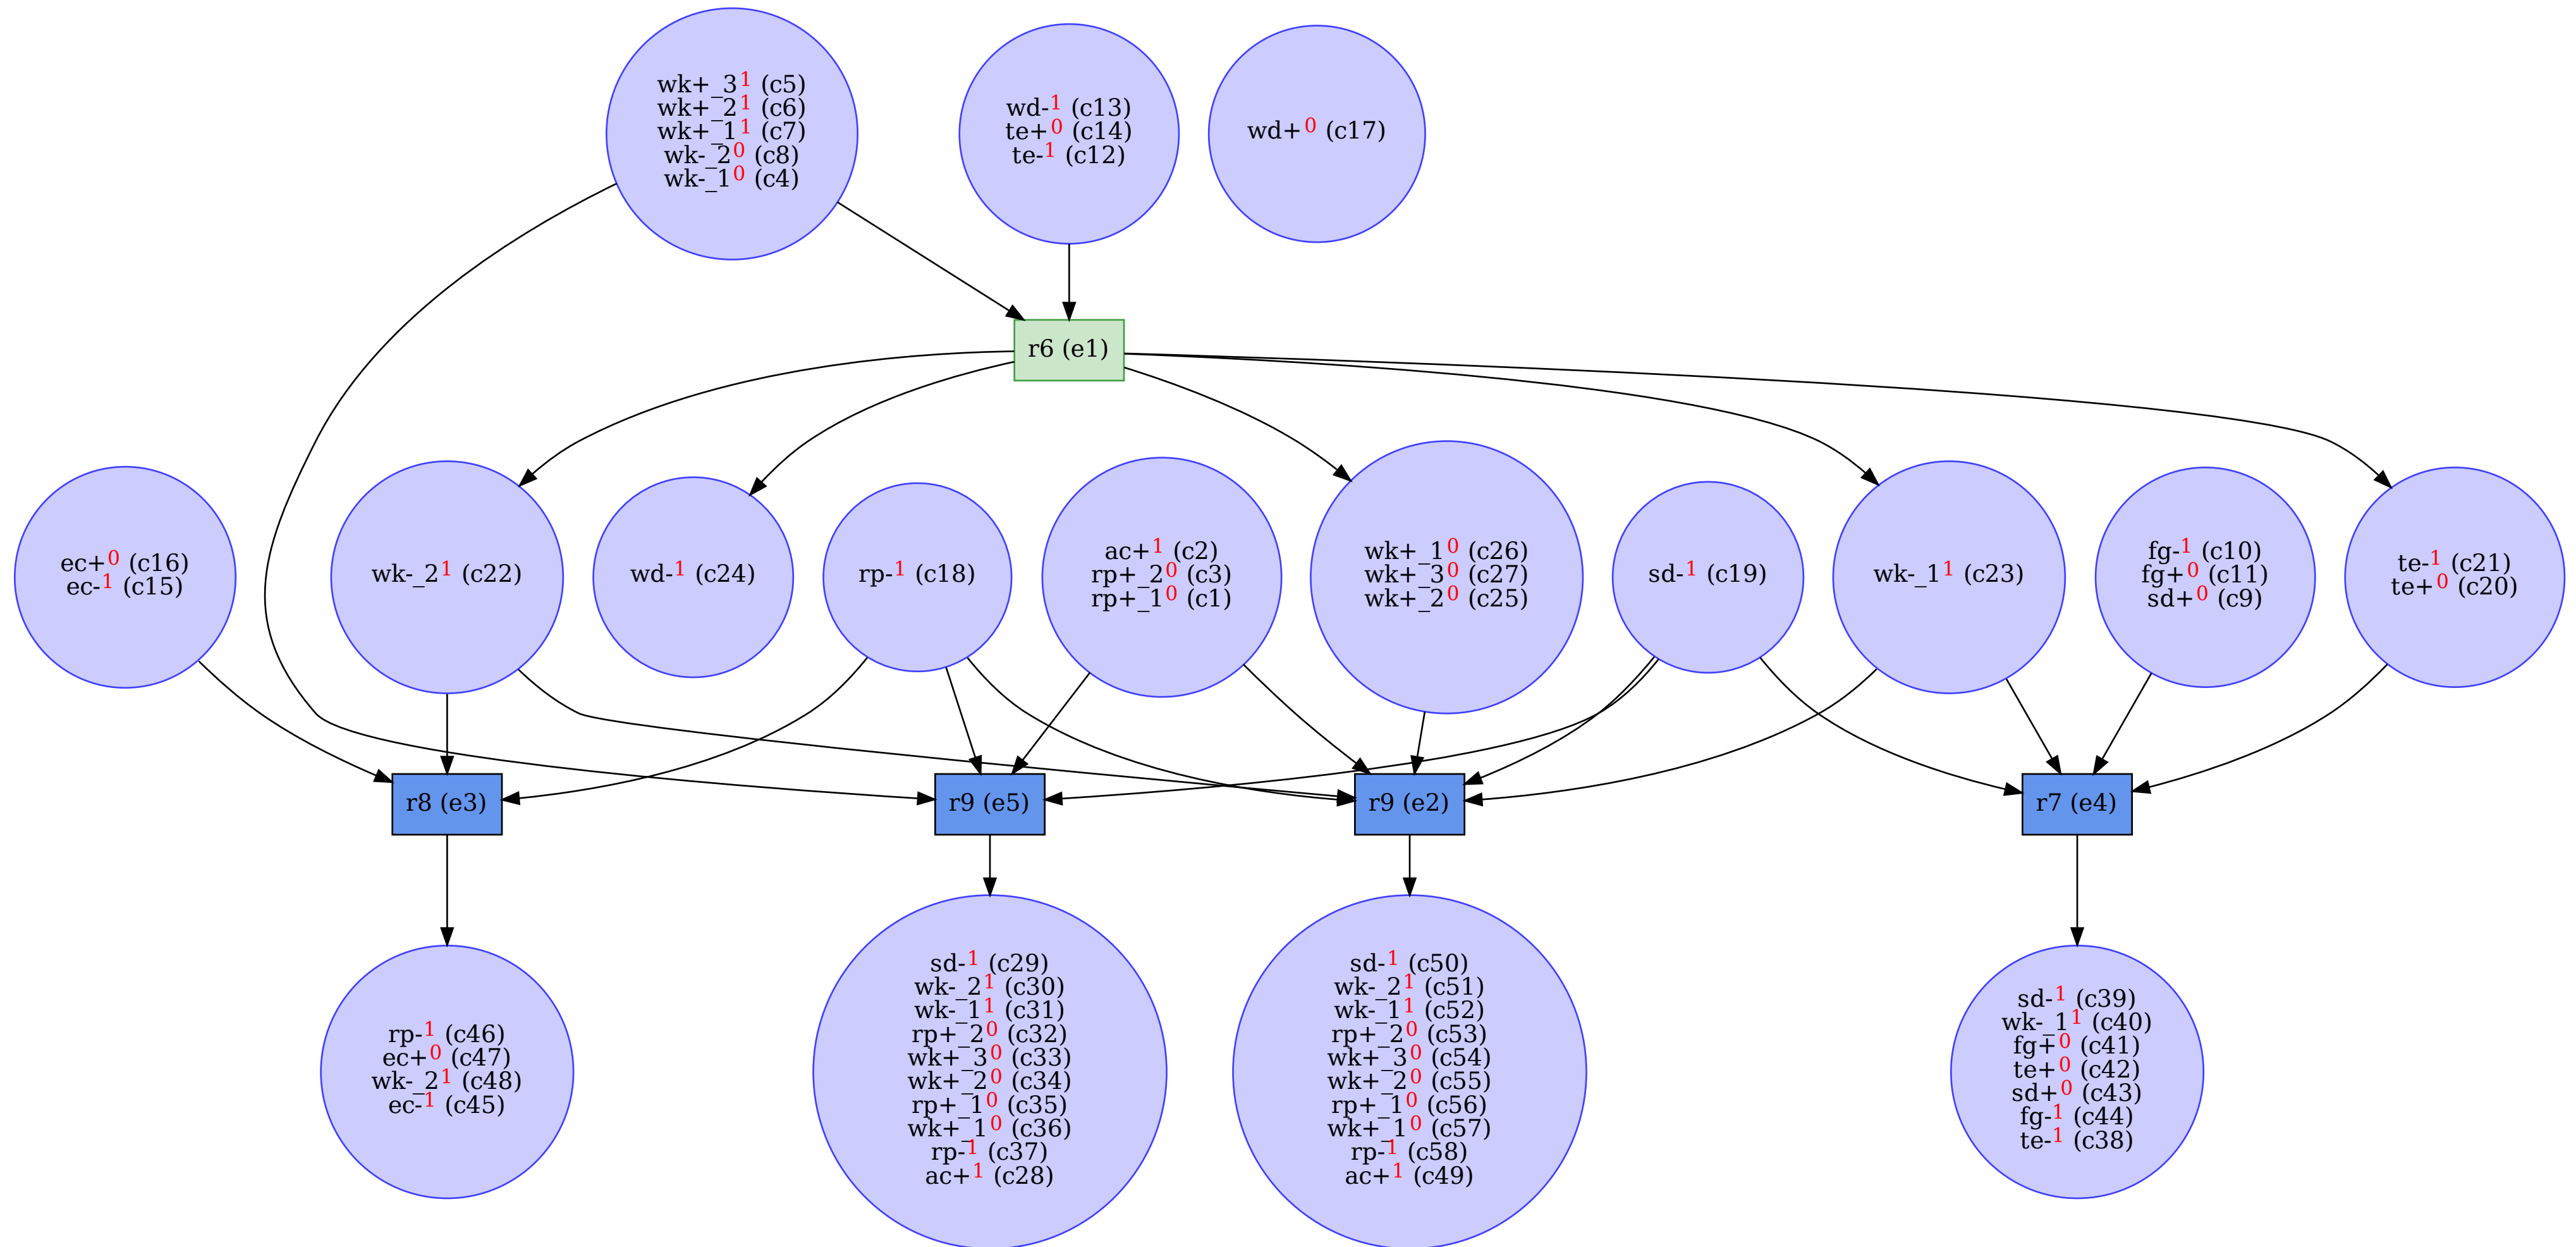 wk+_31 (c5)
wk+_21 (c6)
wk+_11 (c7)
wk-_20 (c8)
wk-_10 (c4)
wd-1 (c13)
te+0 (c14)
te-1 (c12)
wd+0 (c17)
r6 (e1)
ec+0 (c16)
ec-1 (c15)
wk-_21 (c22)
wd-1 (c24)
rp-1 (c18)
ac+1 (c2)
rp+_20 (c3)
rp+_10 (c1)
wk+_10 (c26)
wk+_30 (c27)
wk+_20 (c25)
sd-1 (c19)
wk-_11 (c23)
fg-1 (c10)
fg+0 (c11)
sd+0 (c9)
te-1 (c21)
te+0 (c20)
r8 (e3)
r9 (e5)
r9 (e2)
r7 (e4)
rp-1 (c46)
ec+0 (c47)
wk-_21 (c48)
ec-1 (c45)
sd-1 (c29)
wk-_21 (c30)
wk-_11 (c31)
rp+_20 (c32)
wk+_30 (c33)
wk+_20 (c34)
rp+_10 (c35)
wk+_10 (c36)
rp-1 (c37)
ac+1 (c28)
sd-1 (c50)
wk-_21 (c51)
wk-_11 (c52)
rp+_20 (c53)
wk+_30 (c54)
wk+_20 (c55)
rp+_10 (c56)
wk+_10 (c57)
rp-1 (c58)
ac+1 (c49)
sd-1 (c39)
wk-_11 (c40)
fg+0 (c41)
te+0 (c42)
sd+0 (c43)
fg-1 (c44)
te-1 (c38)